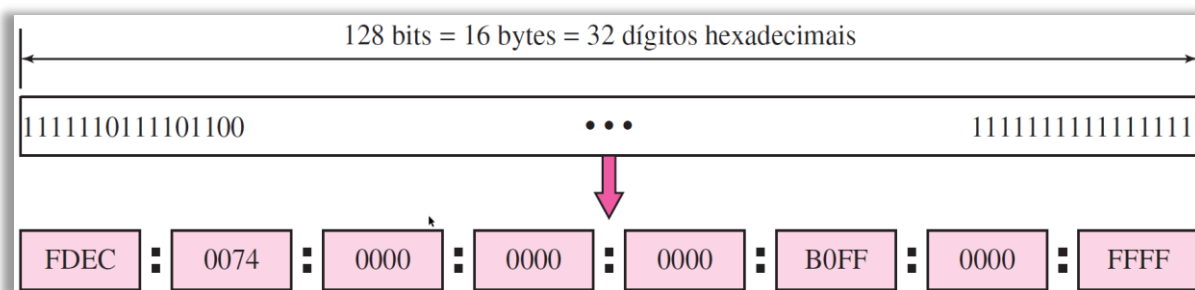 128 bits = 16 bytes = 32 dígitos hexadecimais
1111110111101100 ••• 1111111111111111
FDEC : 0074 : 0000 : 0000 : 0000 : B0FF : 0000 : FFFF